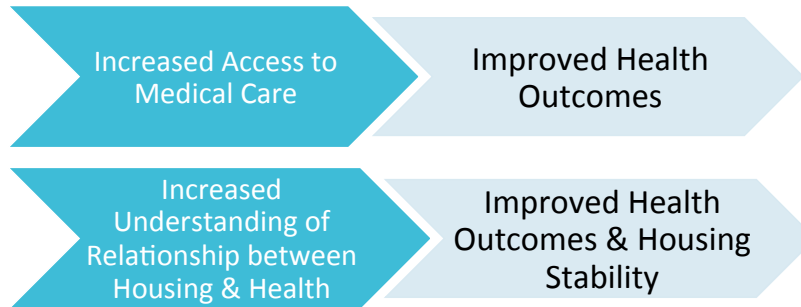 Increased Access to
Medical Care
Improved Health
Outcomes
Increased
Understanding of
Relationship between
Housing & Health
Improved Health
Outcomes & Housing
Stability